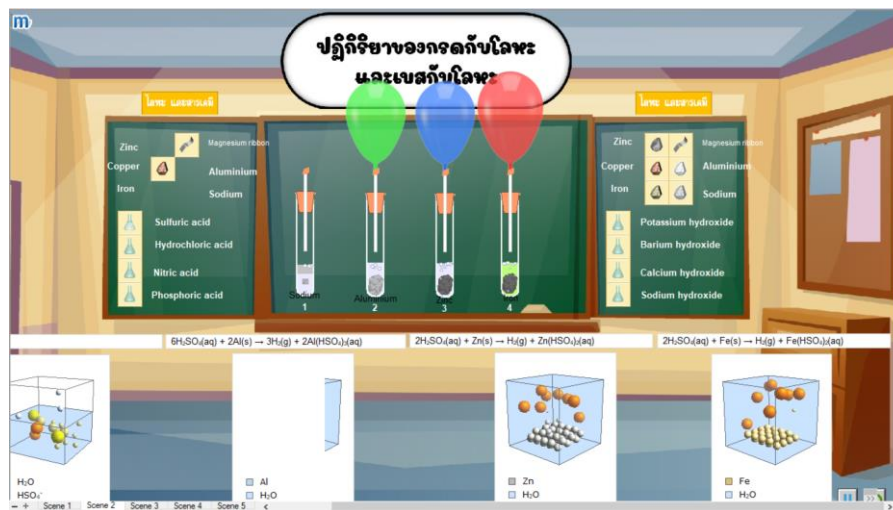 m
ปฏิกิริยาของกรดกับโลหะ
และเบสกับโลหะ
โลหะ และสารเคมี
Zinc
Magnesium ribbon
Copper
Aluminium
Iron
Sodium
Sulfuric acid
Hydrochloric acid
Nitric acid
Phosphoric acid
Sodium
Aluminium
Zinc
Iron
1
2
3
4
โลหะ และสารเคมี
Zinc
Magnesium ribbon
Copper
Aluminium
Iron
Sodium
Potassium hydroxide
Barium hydroxide
Calcium hydroxide
Sodium hydroxide
6H₂SO₄(aq) + 2Al(s) → 3H₂(g) + 2Al(HSO₄)₃(aq)
2H₂SO₄(aq) + Zn(s) → H₂(g) + Zn(HSO₄)₂(aq)
2H₂SO₄(aq) + Fe(s) → H₂(g) + Fe(HSO₄)₂(aq)
H₂O
HSO₄⁻
Al
H₂O
Zn
H₂O
Fe
H₂O
Scene 1 Scene 2 Scene 3 Scene 4 Scene 5